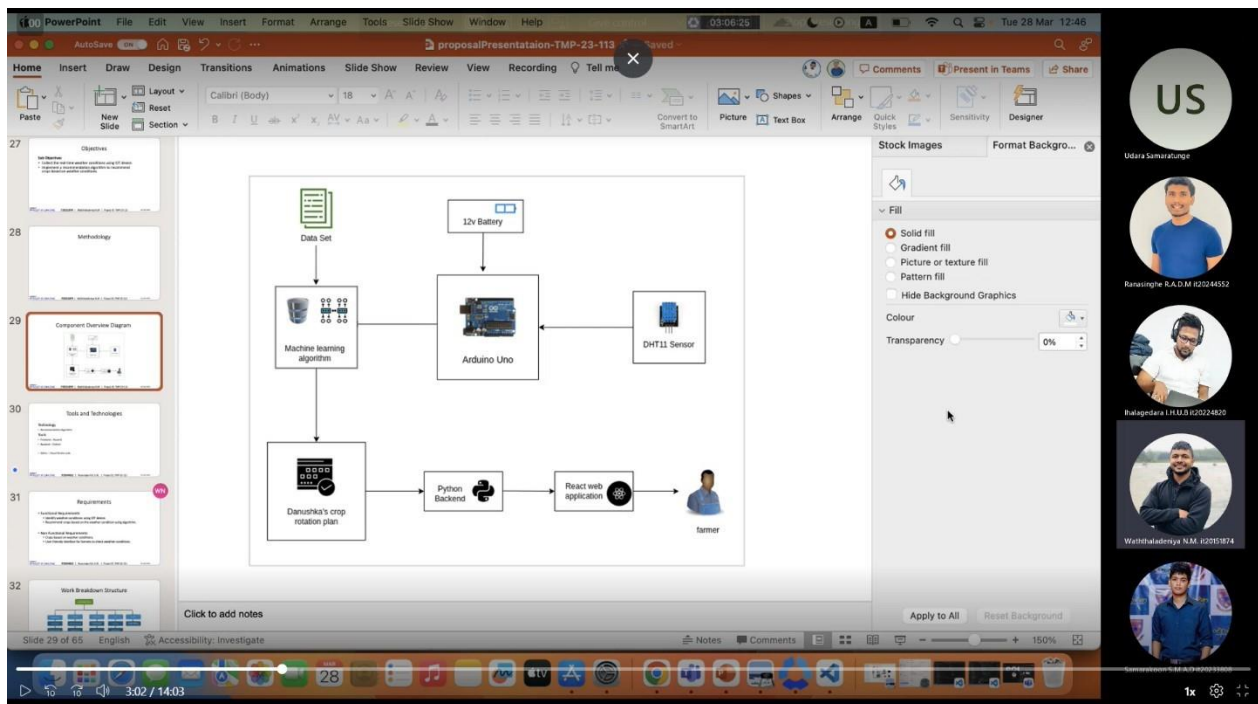 PowerPoint File Edit View Insert Format Arrange Tools Slide Show Window Help
03:06:25
A
Tue 28 Mar 12:46
AutoSave ON
proposalPresentataion-TMP-23-113
Saved
Home Insert Draw Design Transitions Animations Slide Show Review View Recording Tell me
Comments Present in Teams Share
Paste
New Slide
Layout
Reset
Section
Calibri (Body) 18
Convert to SmartArt
Picture
Shapes
Text Box
Arrange
Quick Styles
Sensitivity
Designer
27
Objectives
28
Methodology
29
Component Overview Diagram
30
Tools and Technologies
31
WN
Requirements
32
Work Breakdown Structure
Data Set
12v Battery
Machine learning
algorithm
Arduino Uno
DHT11 Sensor
Danushka's crop
rotation plan
Python
Backend
React web
application
farmer
Click to add notes
Stock Images Format Backgro...
Fill
Solid fill
Gradient fill
Picture or texture fill
Pattern fill
Hide Background Graphics
Colour
Transparency 0%
Apply to All Reset Background
Slide 29 of 65 English Accessibility: Investigate
Notes Comments 150%
MAR
28
tv
3:02 / 14:03
1x
US
Udara Samaratunge
Ranasinghe R.A.D.M it20244552
Ihalagedara I.H.U.B it20224820
Waththaladeniya N.M. it20151874
Samarakoon S.M.A.D it20231808